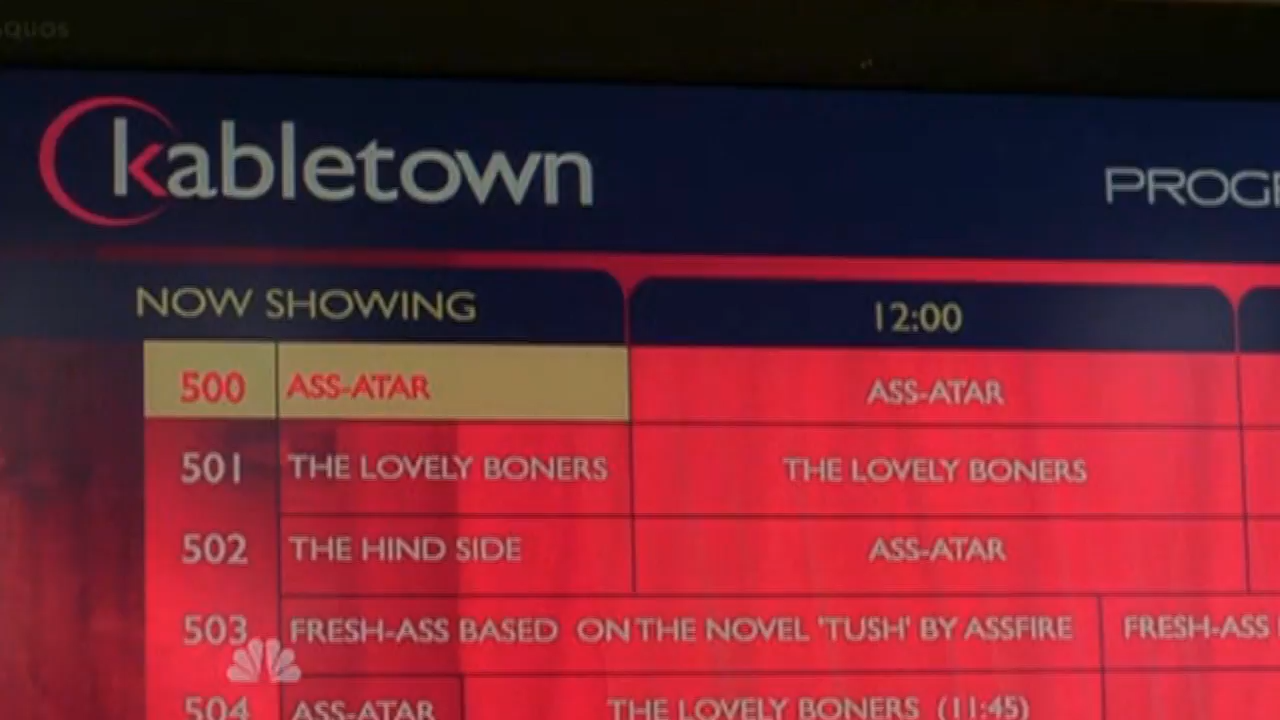 AQUOS
kabletown
PROGR
NOW SHOWING 12:00
500 ASS-ATAR ASS-ATAR
501 THE LOVELY BONERS THE LOVELY BONERS
502 THE HIND SIDE ASS-ATAR
503 FRESH-ASS BASED ON THE NOVEL 'TUSH' BY ASSFIRE FRESH-ASS
504 ASS-ATAR THE LOVELY BONERS (11:45)